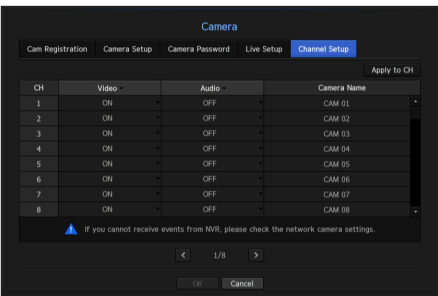 Camera
Cam Registration Camera Setup Camera Password Live Setup Channel Setup
Apply to CH
CH Video Audio Camera Name
1 ON OFF CAM 01
2 ON OFF CAM 02
3 ON OFF CAM 03
4 ON OFF CAM 04
5 ON OFF CAM 05
6 ON OFF CAM 06
7 ON OFF CAM 07
8 ON OFF CAM 08
If you cannot receive events from NVR, please check the network camera settings.
< 1/8 >
OK Cancel